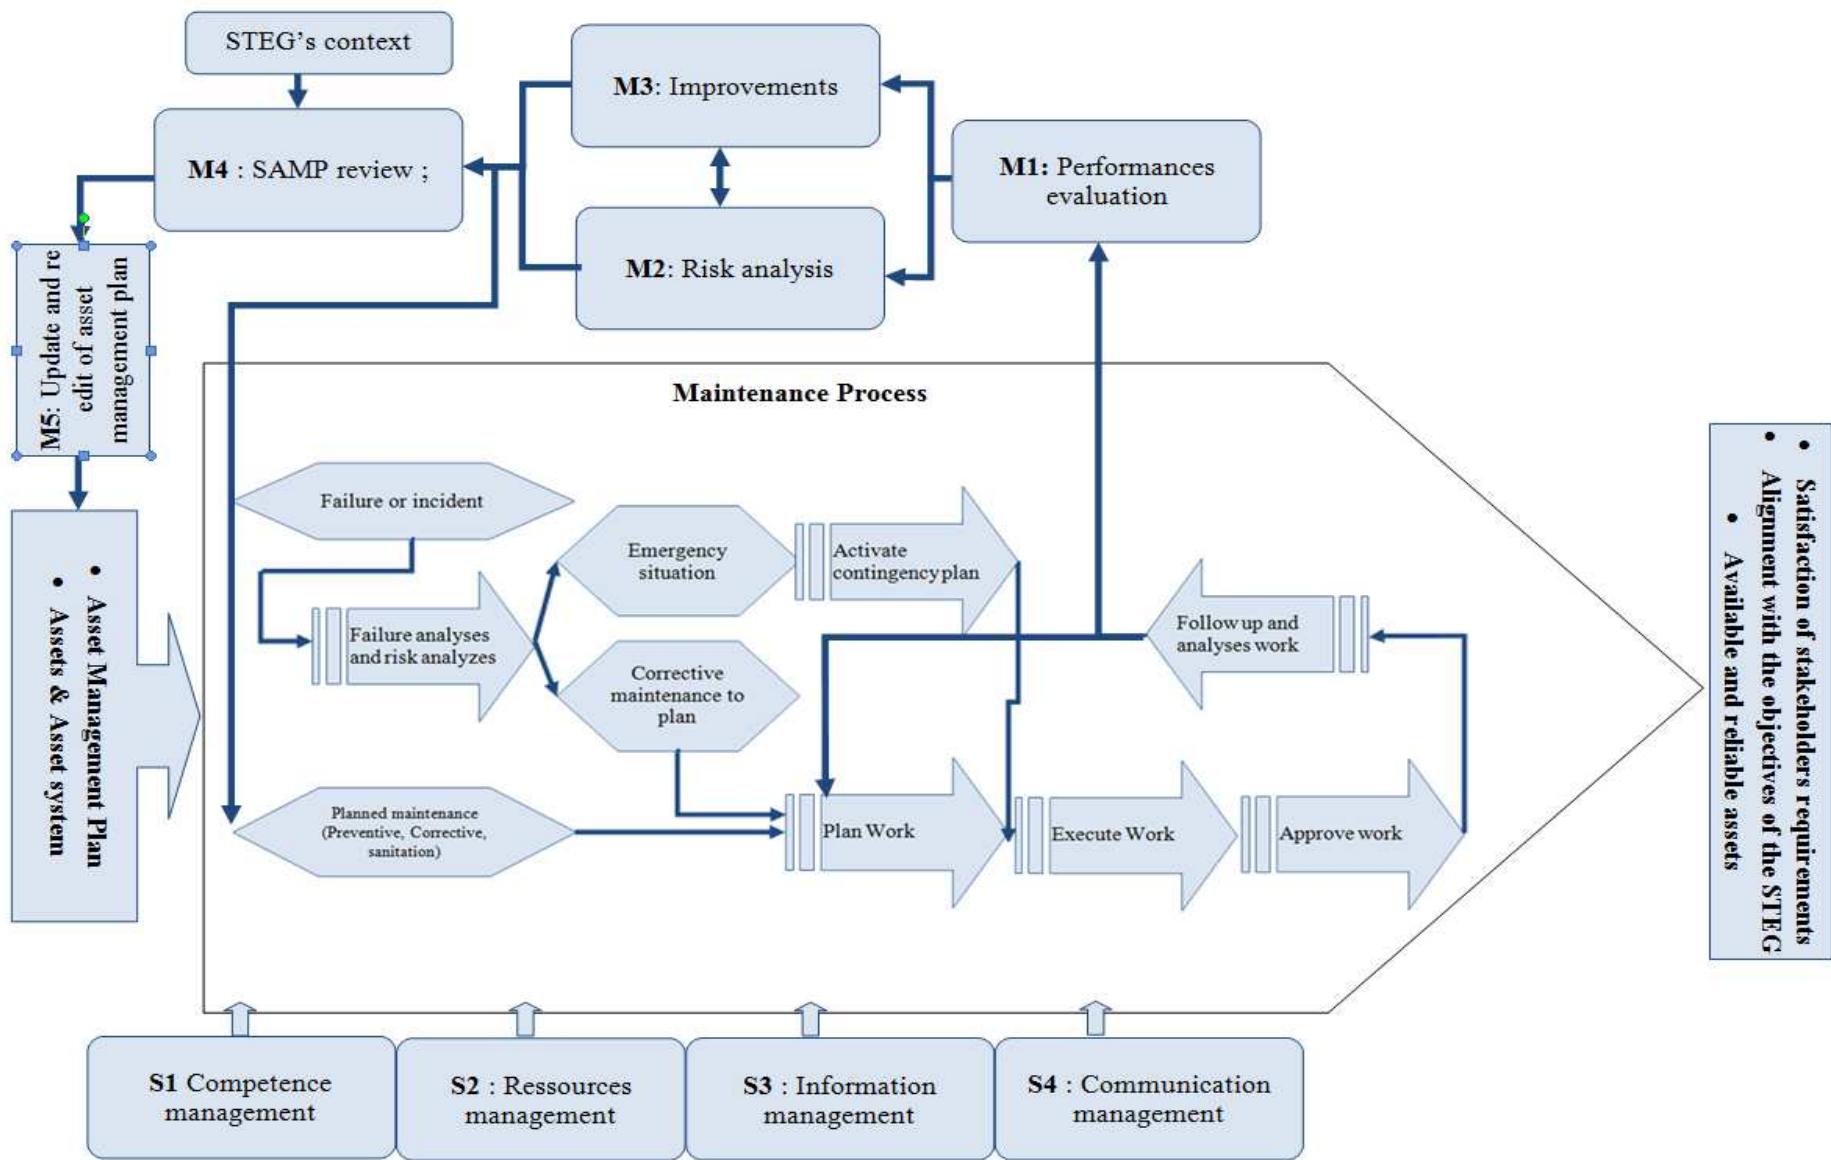 STEG's context
M3: Improvements
M4 : SAMP review ;
M1: Performances
evaluation
M2: Risk analysis
M5: Update and re
edit of asset
management plan
Maintenance Process
• Asset Management Plan
• Assets & Asset system
Failure or incident
Emergency
situation
Activate
contingency plan
Failure analyses
and risk analyzes
Follow up and
analyses work
Corrective
maintenance to
plan
Planned maintenance
(Preventive, Corrective,
sanitation)
Plan Work
Execute Work
Approve work
• Satisfaction of stakeholders requirements
• Alignment with the objectives of the STEG
• Available and reliable assets
S1 Competence
management
S2 : Ressources
management
S3 : Information
management
S4 : Communication
management